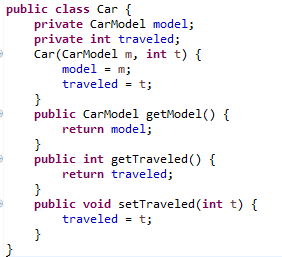 public class Car {
    private CarModel model;
    private int traveled;
    Car(CarModel m, int t) {
        model = m;
        traveled = t;
    }
    public CarModel getModel() {
        return model;
    }
    public int getTraveled() {
        return traveled;
    }
    public void setTraveled(int t) {
        traveled = t;
    }
}